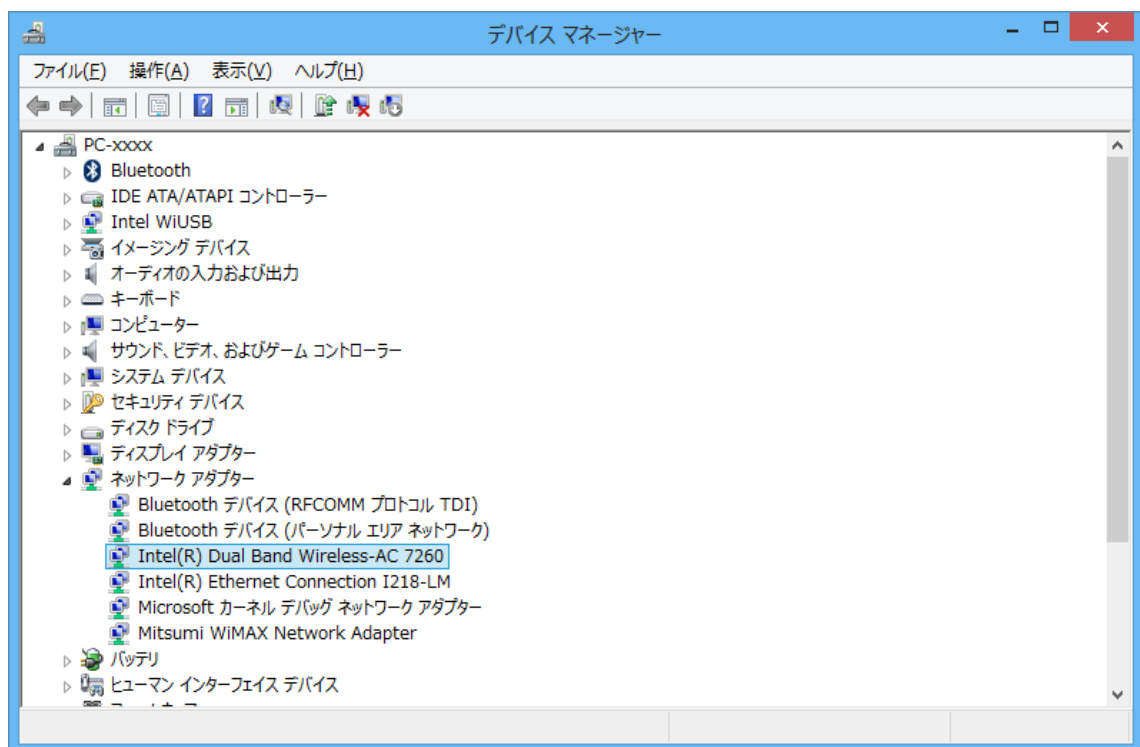 デバイス マネージャー
ファイル(F) 操作(A) 表示(V) ヘルプ(H)
PC-xxxx
Bluetooth
IDE ATA/ATAPI コントローラー
Intel WiUSB
イメージング デバイス
オーディオの入力および出力
キーボード
コンピューター
サウンド、ビデオ、およびゲーム コントローラー
システム デバイス
セキュリティ デバイス
ディスク ドライブ
ディスプレイ アダプター
ネットワーク アダプター
Bluetooth デバイス (RFCOMM プロトコル TDI)
Bluetooth デバイス (パーソナル エリア ネットワーク)
Intel(R) Dual Band Wireless-AC 7260
Intel(R) Ethernet Connection I218-LM
Microsoft カーネル デバッグ ネットワーク アダプター
Mitsumi WiMAX Network Adapter
バッテリ
ヒューマン インターフェイス デバイス